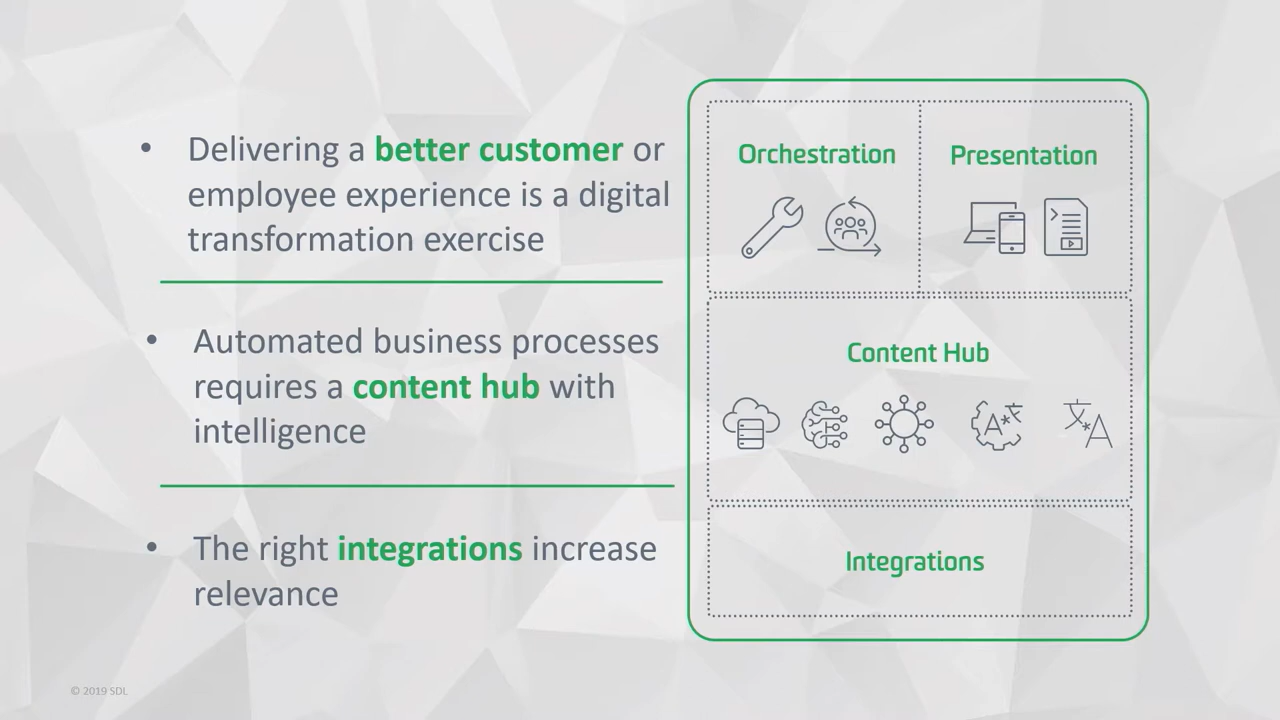 • Delivering a better customer or
employee experience is a digital
transformation exercise
• Automated business processes
requires a content hub with
intelligence
• The right integrations increase
relevance
Orchestration
Presentation
Content Hub
Integrations
© 2019 SDL